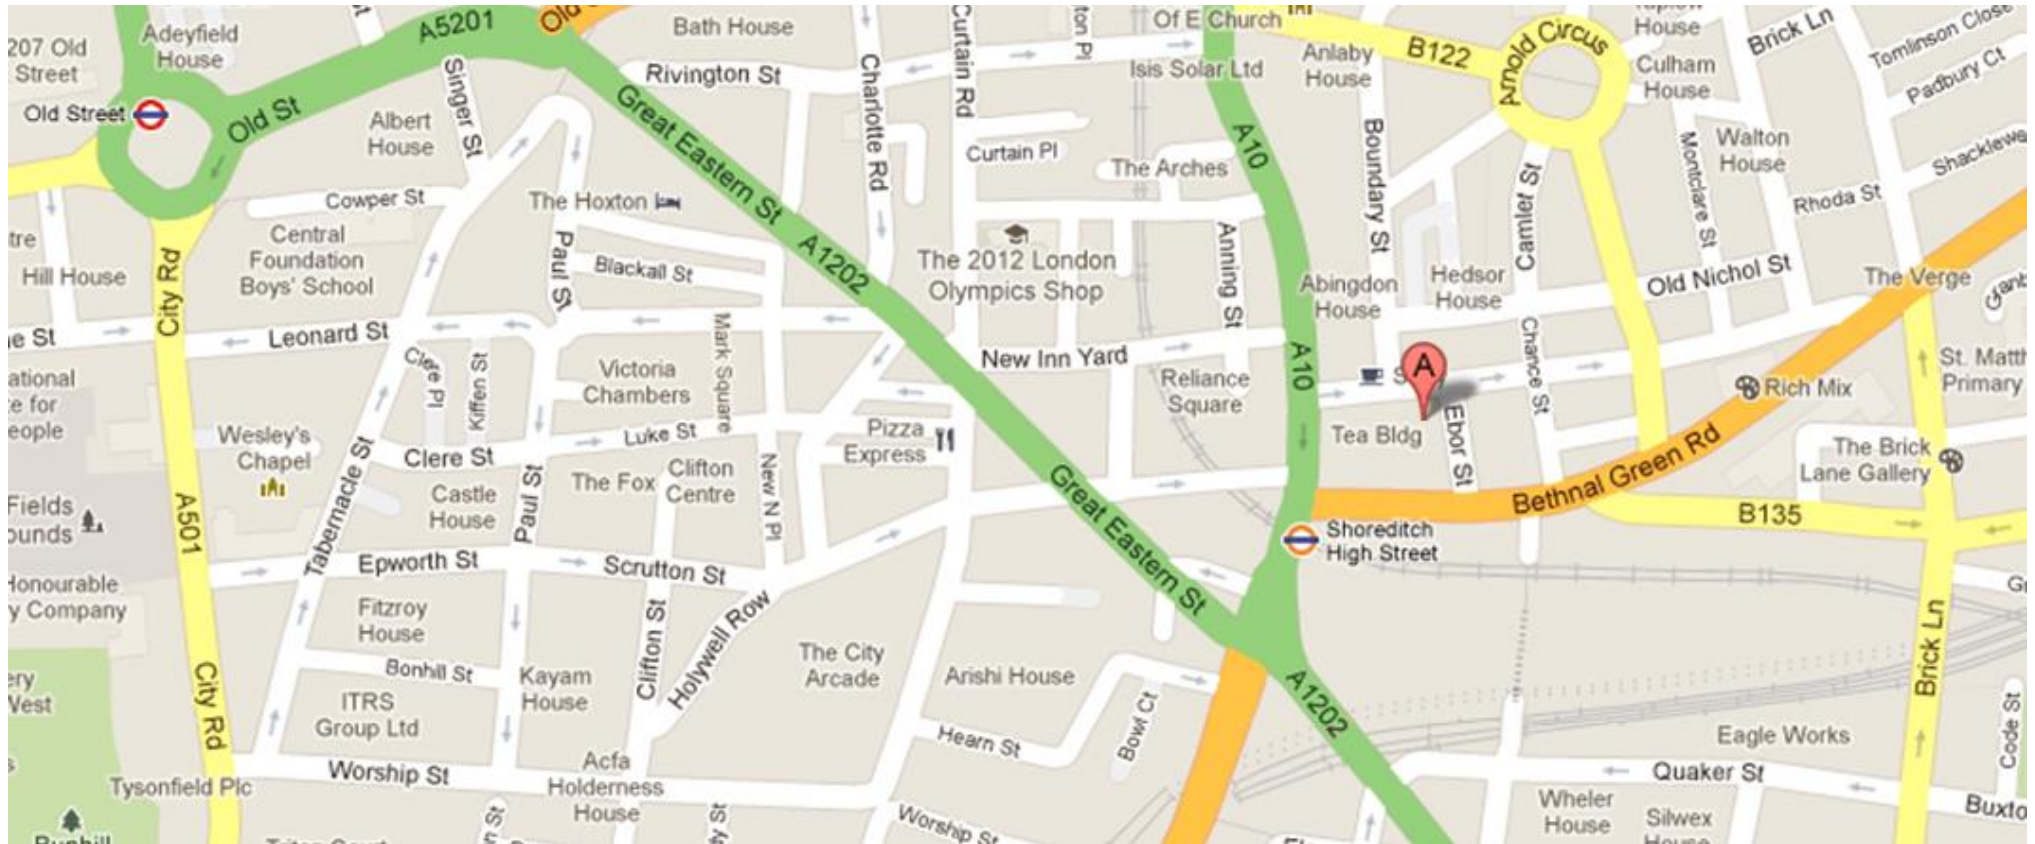 Adeyfield
House
207 Old
Street
Old Street
A5201
Old St
Singer St
Albert
House
Bath House
Rivington St
Charlotte Rd
Curtain Rd
Curtain Pl
Of E Church
Isis Solar Ltd
The Arches
A10
Anlaby
House
B122
Arnold Circus
House
Culham
House
Brick Ln
Tomlinson Close
Padbury Ct
Walton
House
Montclare St
Rhoda St
Boundary St
Camlet St
Great Eastern St
A1202
Cowper St
The Hoxton
Central
Foundation
Boys' School
Hill House
City Rd
Paul St
Blackall St
The 2012 London
Olympics Shop
Anning St
Abingdon
House
Hedsor
House
Old Nichol St
The Verge
Leonard St
Mark Square
Victoria
Chambers
New Inn Yard
Reliance
Square
A10
A
Chance St
Rich Mix
St. Matth
Primary
Clere Pl
Kiffen St
Luke St
Pizza
Express
Tea Bldg
Ebor St
Bethnal Green Rd
The Brick
Lane Gallery
Wesley's
Chapel
Clere St
Tabernacle St
The Fox
Clifton
Centre
New N Pl
Castle
House
Paul St
A501
Fields
Great Eastern St
Shoreditch
High Street
B135
Epworth St
Scrutton St
Honourable
y Company
Fitzroy
House
Clifton St
Holywell Row
The City
Arcade
Arishi House
Bonhill St
Kayam
House
ITRS
Group Ltd
City Rd
Hearn St
Bowl Ct
A1202
Brick Ln
Code St
Eagle Works
Tysonfield Plc
Worship St
Acfa
Holderness
House
Worship St
Quaker St
Wheler
House
Silwex
House